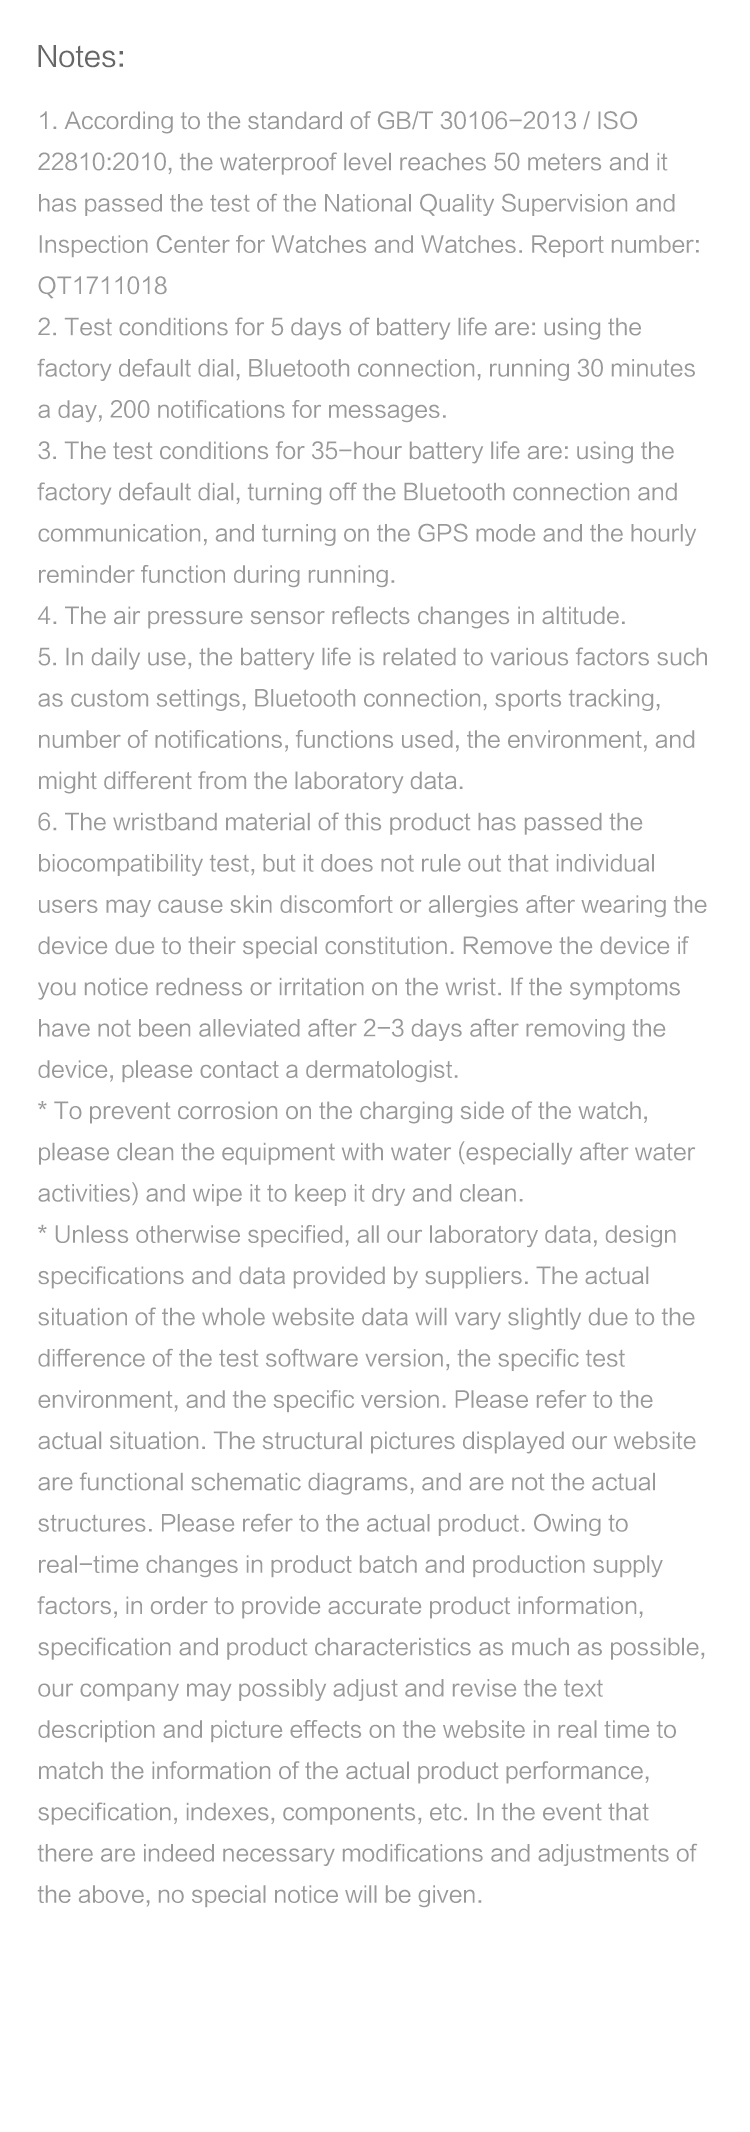 Notes:
1. According to the standard of GB/T 30106-2013 / ISO
22810:2010, the waterproof level reaches 50 meters and it
has passed the test of the National Quality Supervision and
Inspection Center for Watches and Watches. Report number:
QT1711018
2. Test conditions for 5 days of battery life are: using the
factory default dial, Bluetooth connection, running 30 minutes
a day, 200 notifications for messages.
3. The test conditions for 35-hour battery life are: using the
factory default dial, turning off the Bluetooth connection and
communication, and turning on the GPS mode and the hourly
reminder function during running.
4. The air pressure sensor reflects changes in altitude.
5. In daily use, the battery life is related to various factors such
as custom settings, Bluetooth connection, sports tracking,
number of notifications, functions used, the environment, and
might different from the laboratory data.
6. The wristband material of this product has passed the
biocompatibility test, but it does not rule out that individual
users may cause skin discomfort or allergies after wearing the
device due to their special constitution. Remove the device if
you notice redness or irritation on the wrist. If the symptoms
have not been alleviated after 2-3 days after removing the
device, please contact a dermatologist.
* To prevent corrosion on the charging side of the watch,
please clean the equipment with water (especially after water
activities) and wipe it to keep it dry and clean.
* Unless otherwise specified, all our laboratory data, design
specifications and data provided by suppliers. The actual
situation of the whole website data will vary slightly due to the
difference of the test software version, the specific test
environment, and the specific version. Please refer to the
actual situation. The structural pictures displayed our website
are functional schematic diagrams, and are not the actual
structures. Please refer to the actual product. Owing to
real-time changes in product batch and production supply
factors, in order to provide accurate product information,
specification and product characteristics as much as possible,
our company may possibly adjust and revise the text
description and picture effects on the website in real time to
match the information of the actual product performance,
specification, indexes, components, etc. In the event that
there are indeed necessary modifications and adjustments of
the above, no special notice will be given.